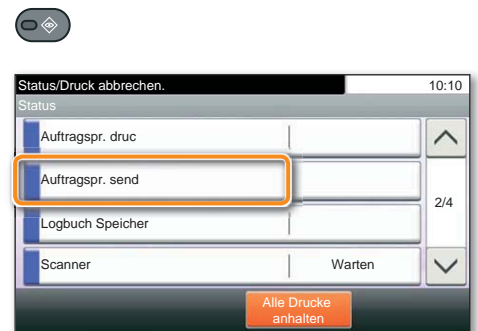 Status/Druck abbrechen. 10:10
Status
Auftragspr. druc
Auftragspr. send
2/4
Logbuch Speicher
Scanner Warten
Alle Drucke
anhalten